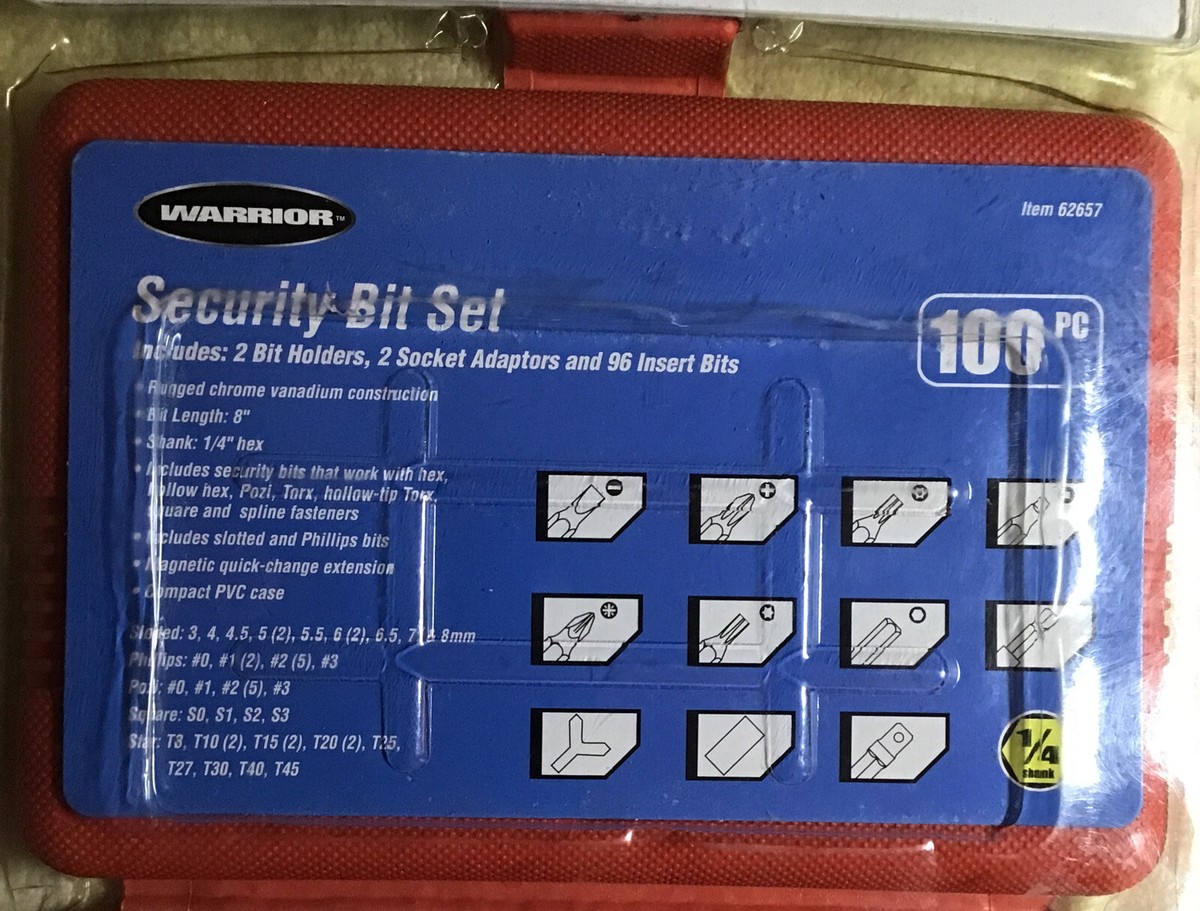 WARRIOR™
Item 62657
Security Bit Set
100 PC
Includes: 2 Bit Holders, 2 Socket Adaptors and 96 Insert Bits
• Rugged chrome vanadium construction
• Bit Length: 8"
• Shank: 1/4" hex
• Includes security bits that work with hex,
hollow hex, Pozi, Torx, hollow-tip Torx,
square and spline fasteners
• Includes slotted and Phillips bits
• Magnetic quick-change extension
• Compact PVC case
Slotted: 3, 4, 4.5, 5 (2), 5.5, 6 (2), 6.5, 7 & 8mm
Phillips: #0, #1 (2), #2 (5), #3
Pozi: #0, #1, #2 (5), #3
Square: S0, S1, S2, S3
Star: T8, T10 (2), T15 (2), T20 (2), T25,
T27, T30, T40, T45
1/4
shank